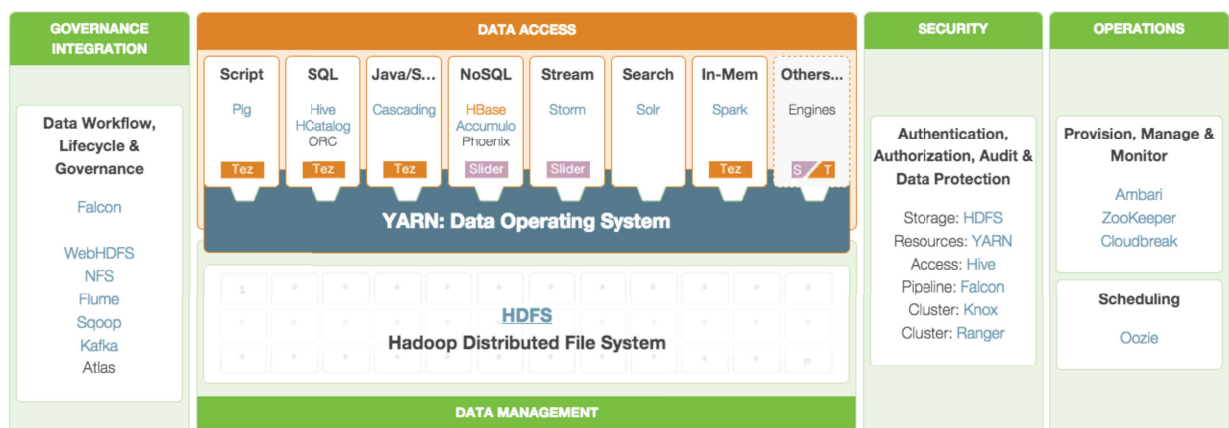 GOVERNANCE
INTEGRATION
Data Workflow,
Lifecycle &
Governance
Falcon
WebHDFS
NFS
Flume
Sqoop
Kafka
Atlas
DATA ACCESS
Script
Pig
Tez
SQL
Hive
HCatalog
ORC
Tez
Java/S...
Cascading
Tez
NoSQL
HBase
Accumulo
Phoenix
Slider
Stream
Storm
Slider
Search
Solr
In-Mem
Spark
Tez
Others...
Engines
S T
YARN: Data Operating System
1
HDFS
Hadoop Distributed File System
n
DATA MANAGEMENT
SECURITY
Authentication,
Authorization, Audit &
Data Protection
Storage: HDFS
Resources: YARN
Access: Hive
Pipeline: Falcon
Cluster: Knox
Cluster: Ranger
OPERATIONS
Provision, Manage &
Monitor
Ambari
ZooKeeper
Cloudbreak
Scheduling
Oozie